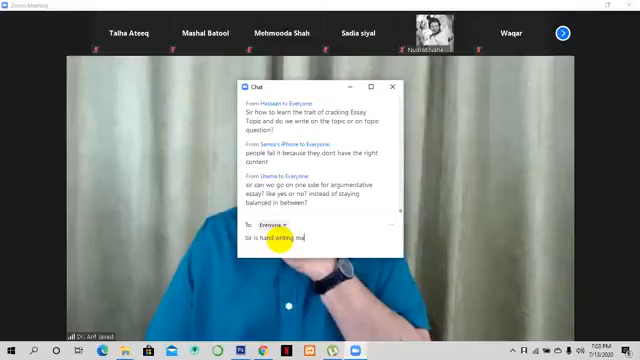 Zoom Meeting
Talha Ateeq
Mashal Batool
Mehmooda Shah
Sadia siyal
Waqar
Chat
From Hassaan to Everyone:
Sir how to learn the trait of cracking Essay
Topic and do we write on the topic or on topic
question?
From Samra's iPhone to Everyone:
people fail it because they dont have the right
content
From Usama to Everyone:
sir can we go on one side for argumentative
essay? like yes or no? instead of staying
balanced in between?
To: Everyone
Sir is hand writing ma
Dr. Arif Javed
7:03 PM
7/13/2020